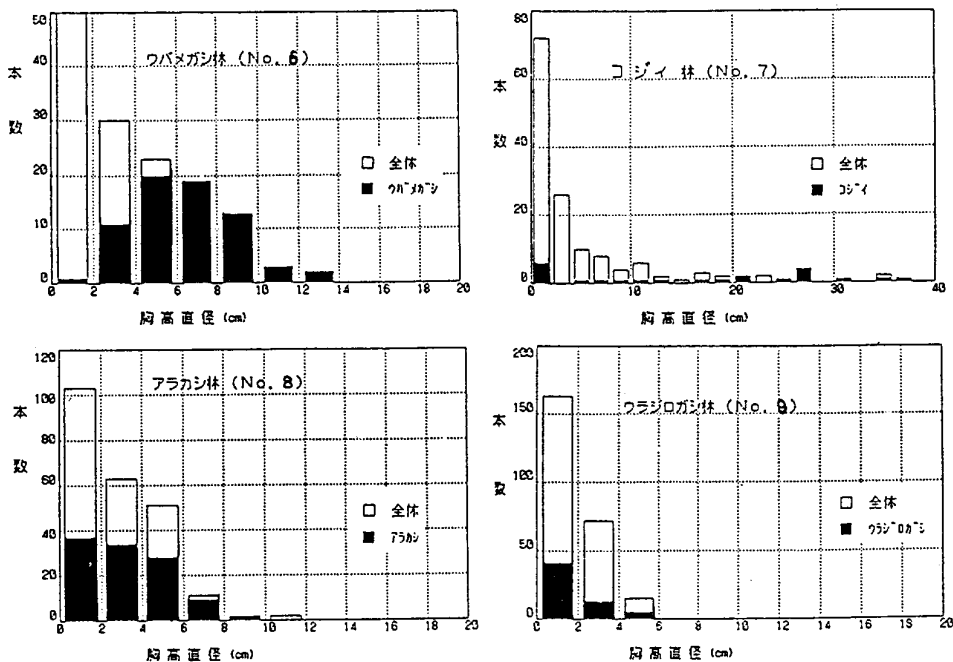 ウバメガシ林 (No. 6)
本
数
50
40
30
20
10
0
□ 全体
■ ウバメガシ
0 2 4 6 8 10 12 14 16 18 20
胸高直径 (cm)
コジイ林 (No. 7)
本
数
80
60
40
20
0
□ 全体
■ コジイ
0 10 20 30 40
胸高直径 (cm)
アラカシ林 (No. 8)
本
数
120
100
80
60
40
20
0
□ 全体
■ アラカシ
0 2 4 6 8 10 12 14 16 18 20
胸高直径 (cm)
ウラジロガシ林 (No. 9)
本
数
200
150
100
50
0
□ 全体
■ ウラジロガシ
0 2 4 6 8 10 12 14 16 18 20
胸高直径 (cm)